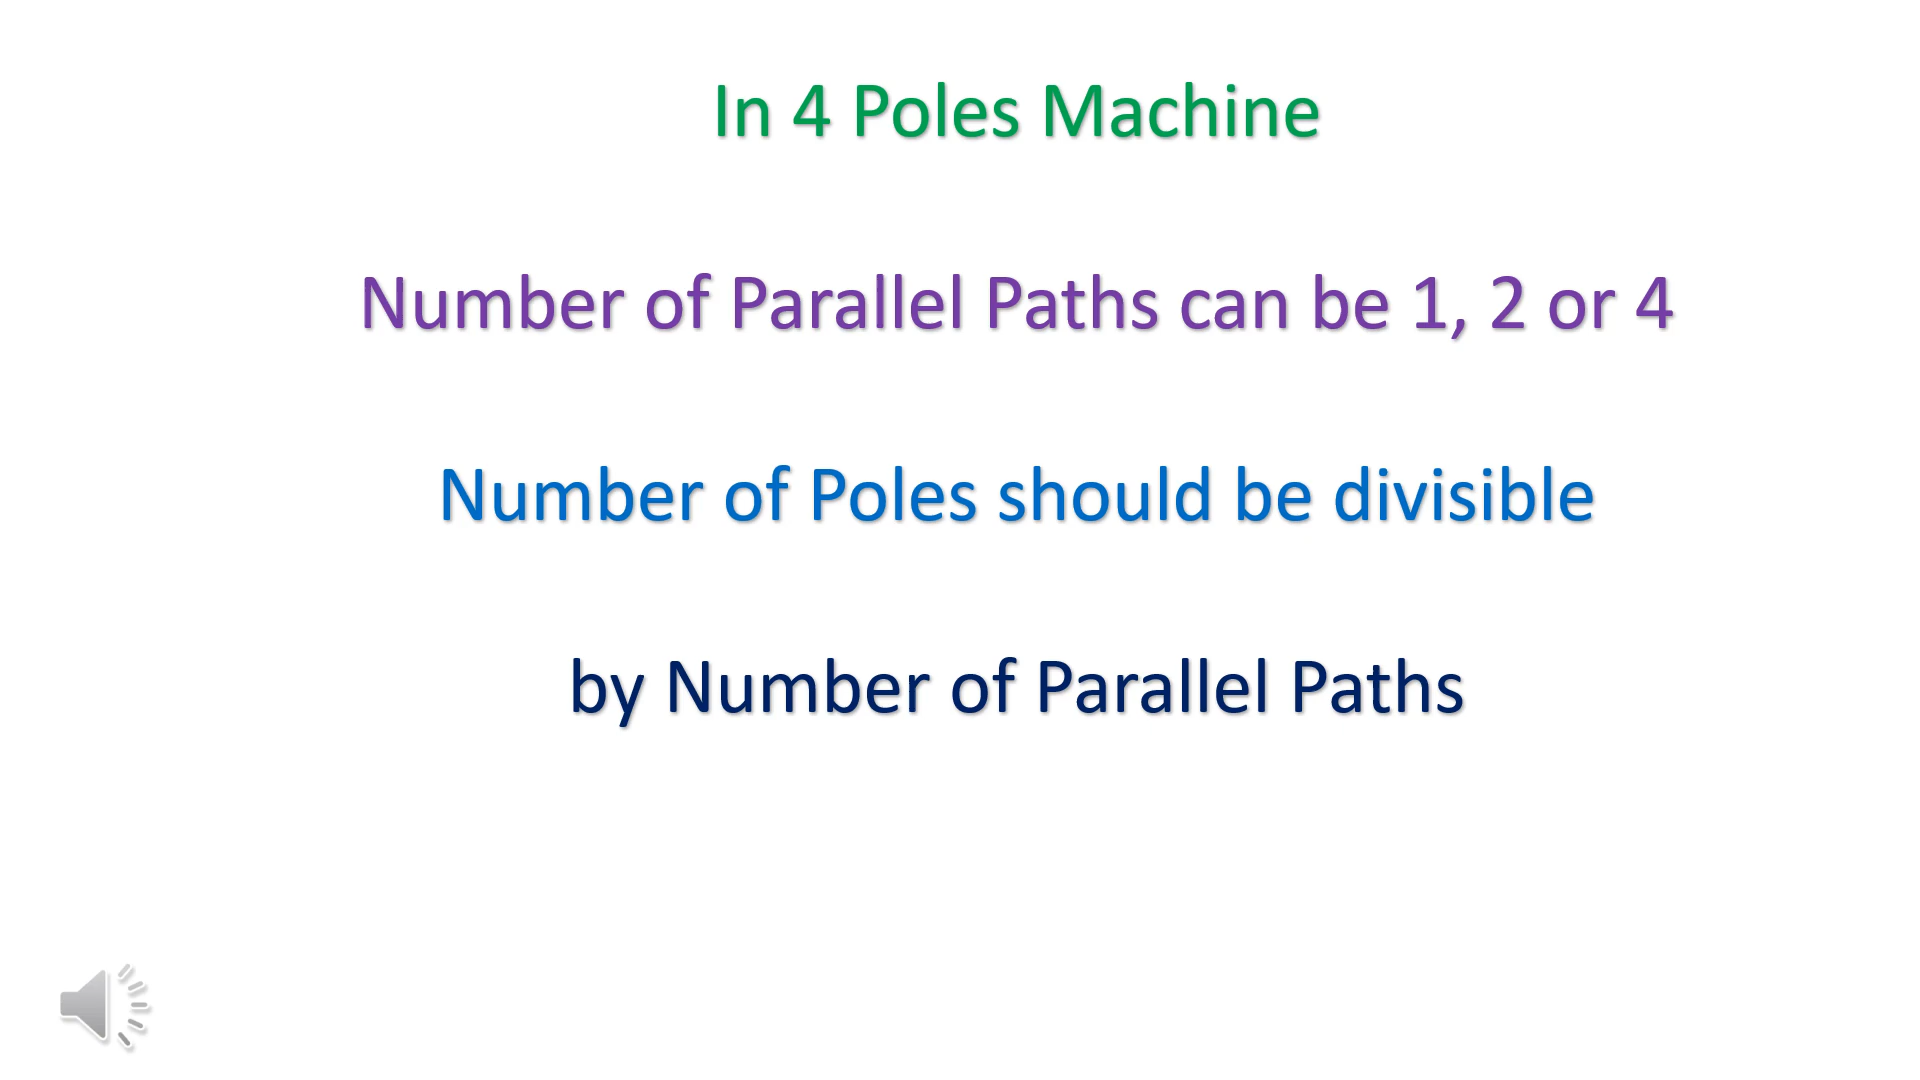 In 4 Poles Machine
Number of Parallel Paths can be 1, 2 or 4
Number of Poles should be divisible
by Number of Parallel Paths